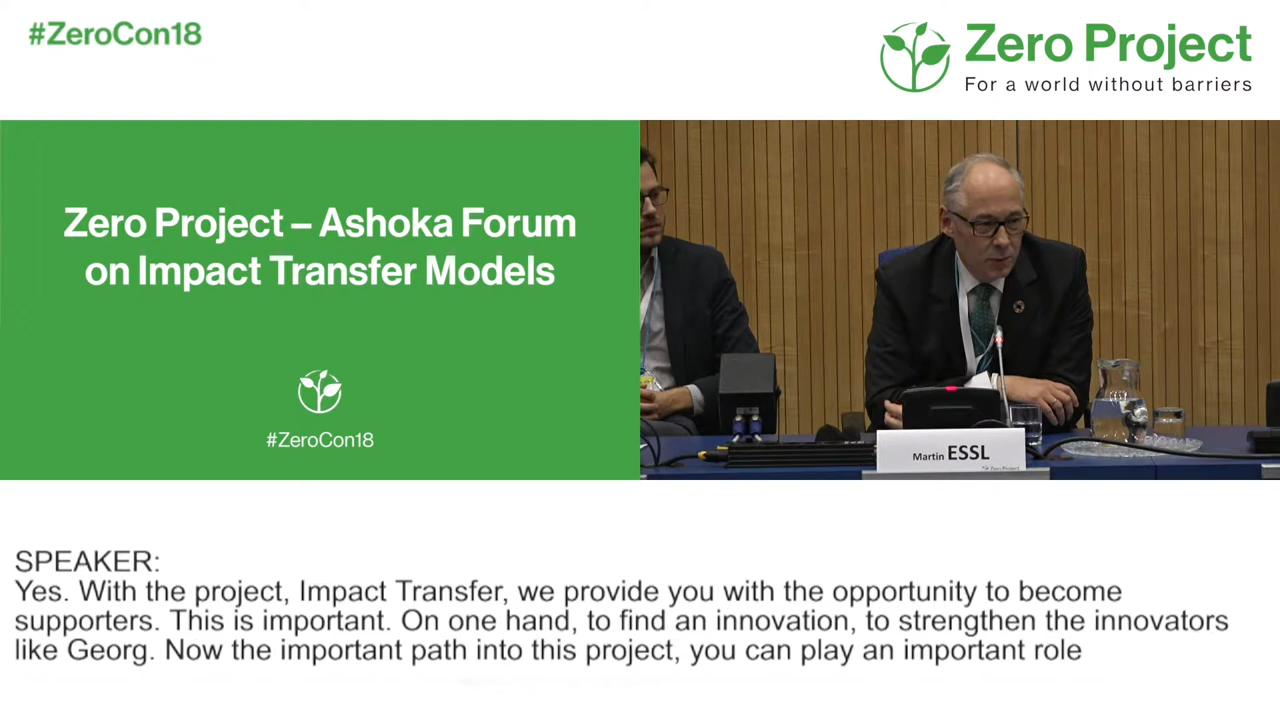 #ZeroCon18
Zero Project
For a world without barriers
Zero Project – Ashoka Forum
on Impact Transfer Models
#ZeroCon18
Martin ESSL
Zero Project
SPEAKER:
Yes. With the project, Impact Transfer, we provide you with the opportunity to become
supporters. This is important. On one hand, to find an innovation, to strengthen the innovators
like Georg. Now the important path into this project, you can play an important role